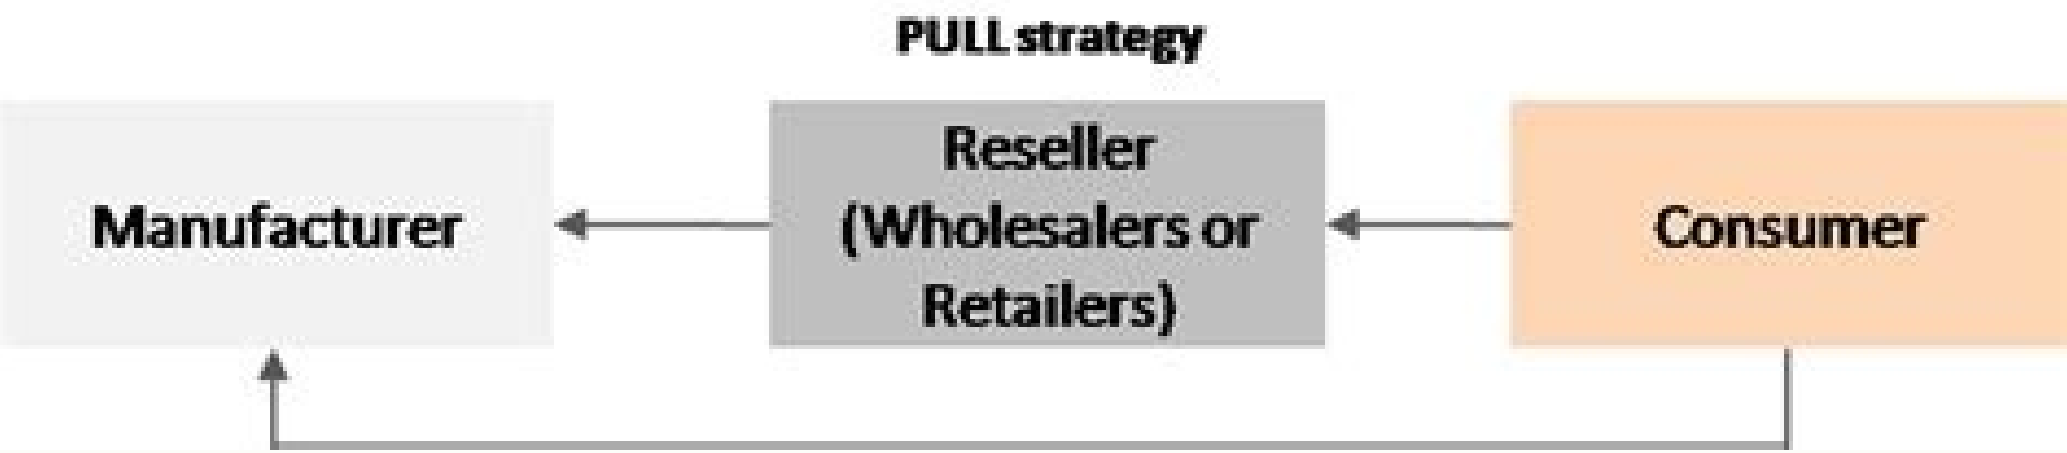 PULL strategy
Manufacturer
Reseller
(Wholesalers or
Retailers)
Consumer